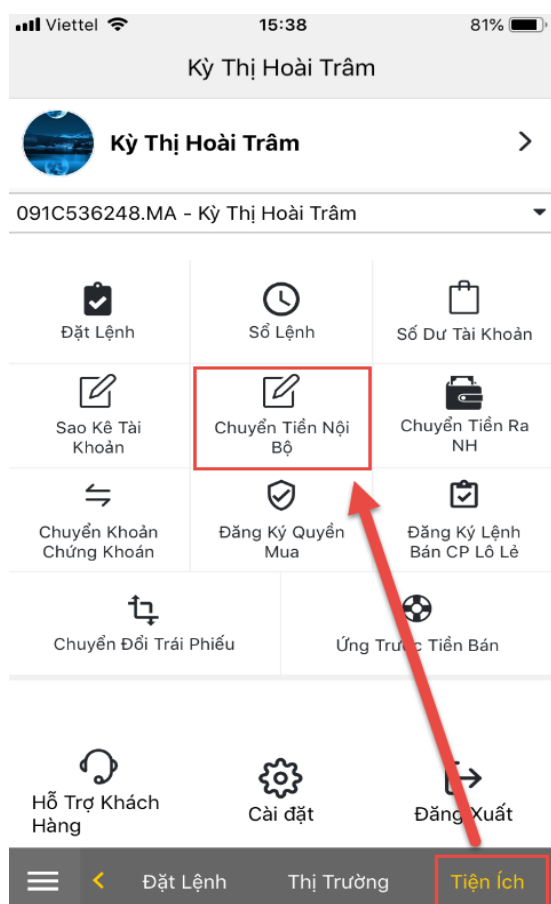 Viettel 15:38 81%
Kỳ Thị Hoài Trâm
Kỳ Thị Hoài Trâm
091C536248.MA - Kỳ Thị Hoài Trâm
Đặt Lệnh Sổ Lệnh Số Dư Tài Khoản
Sao Kê Tài Chuyển Tiền Nội Chuyển Tiền Ra
Khoản Bộ NH
Chuyển Khoản Đăng Ký Quyền Đăng Ký Lệnh
Chứng Khoán Mua Bán CP Lô Lẻ
Chuyển Đổi Trái Phiếu Ứng Trước Tiền Bán
Hỗ Trợ Khách Cài đặt Đăng Xuất
Hàng
Đặt Lệnh Thị Trường Tiện Ích